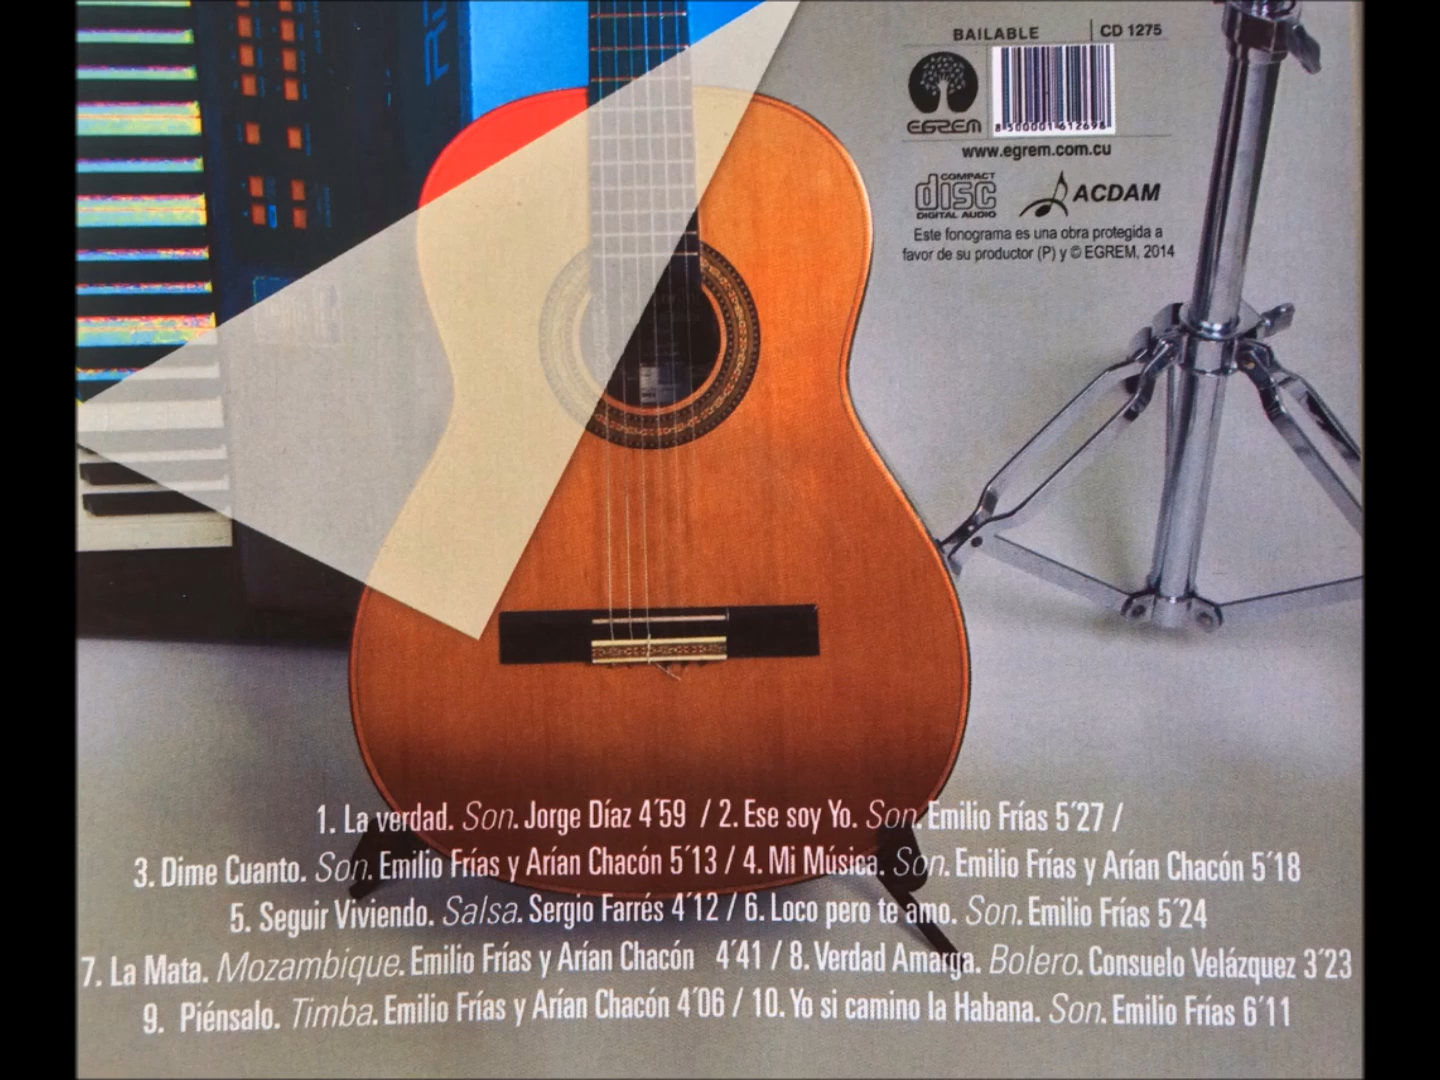 BAILABLE | CD 1275
EGREM
8 500001 612696
www.egrem.com.cu
COMPACT
disc
DIGITAL AUDIO
ACDAM
Este fonograma es una obra protegida a
favor de su productor (P) y © EGREM, 2014
1. La verdad. Son. Jorge Díaz 4´59 / 2. Ese soy Yo. Son. Emilio Frías 5´27 /
3. Dime Cuanto. Son. Emilio Frías y Arían Chacón 5´13 / 4. Mi Música. Son. Emilio Frías y Arían Chacón 5´18
5. Seguir Viviendo. Salsa. Sergio Farrés 4´12 / 6. Loco pero te amo. Son. Emilio Frías 5´24
7. La Mata. Mozambique. Emilio Frías y Arían Chacón 4´41 / 8. Verdad Amarga. Bolero. Consuelo Velázquez 3´23
9. Piénsalo. Timba. Emilio Frías y Arían Chacón 4´06 / 10. Yo si camino la Habana. Son. Emilio Frías 6´11